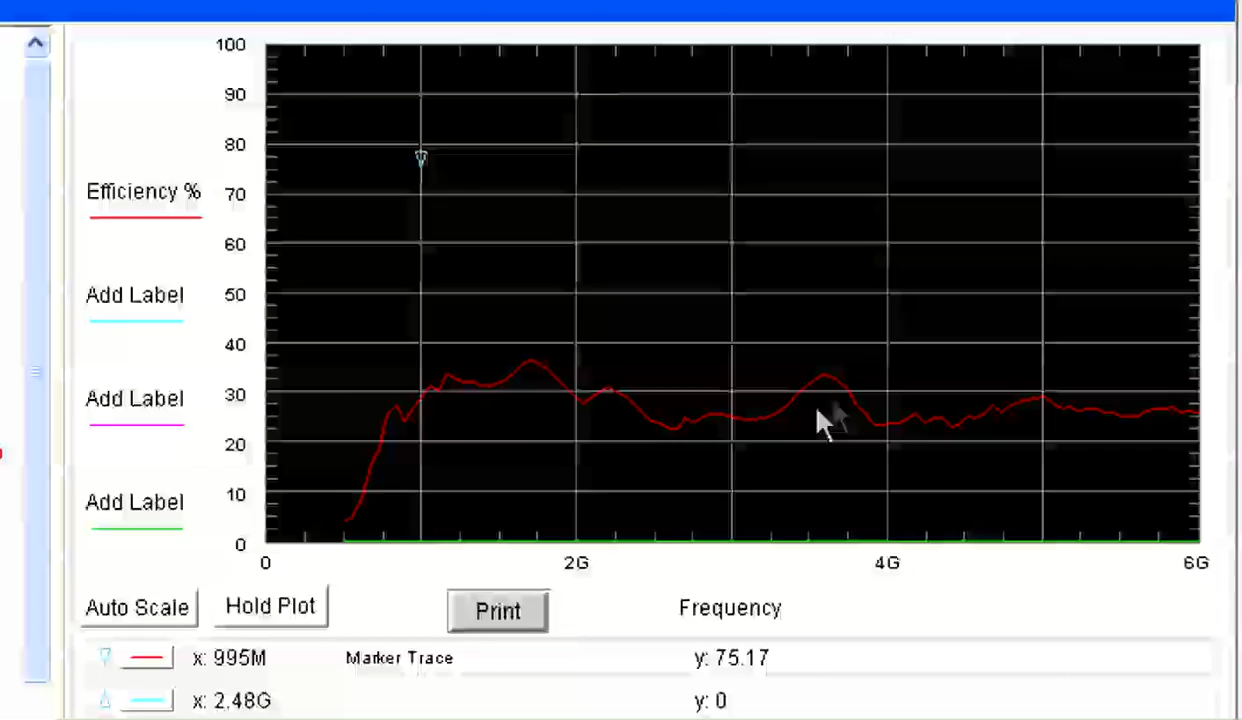 100
90
80
Efficiency % 70
60
Add Label 50
40
Add Label 30
20
Add Label 10
0
0 2G 4G 6G
Auto Scale Hold Plot Print Frequency
x: 995M Marker Trace y: 75.17
x: 2.48G y: 0